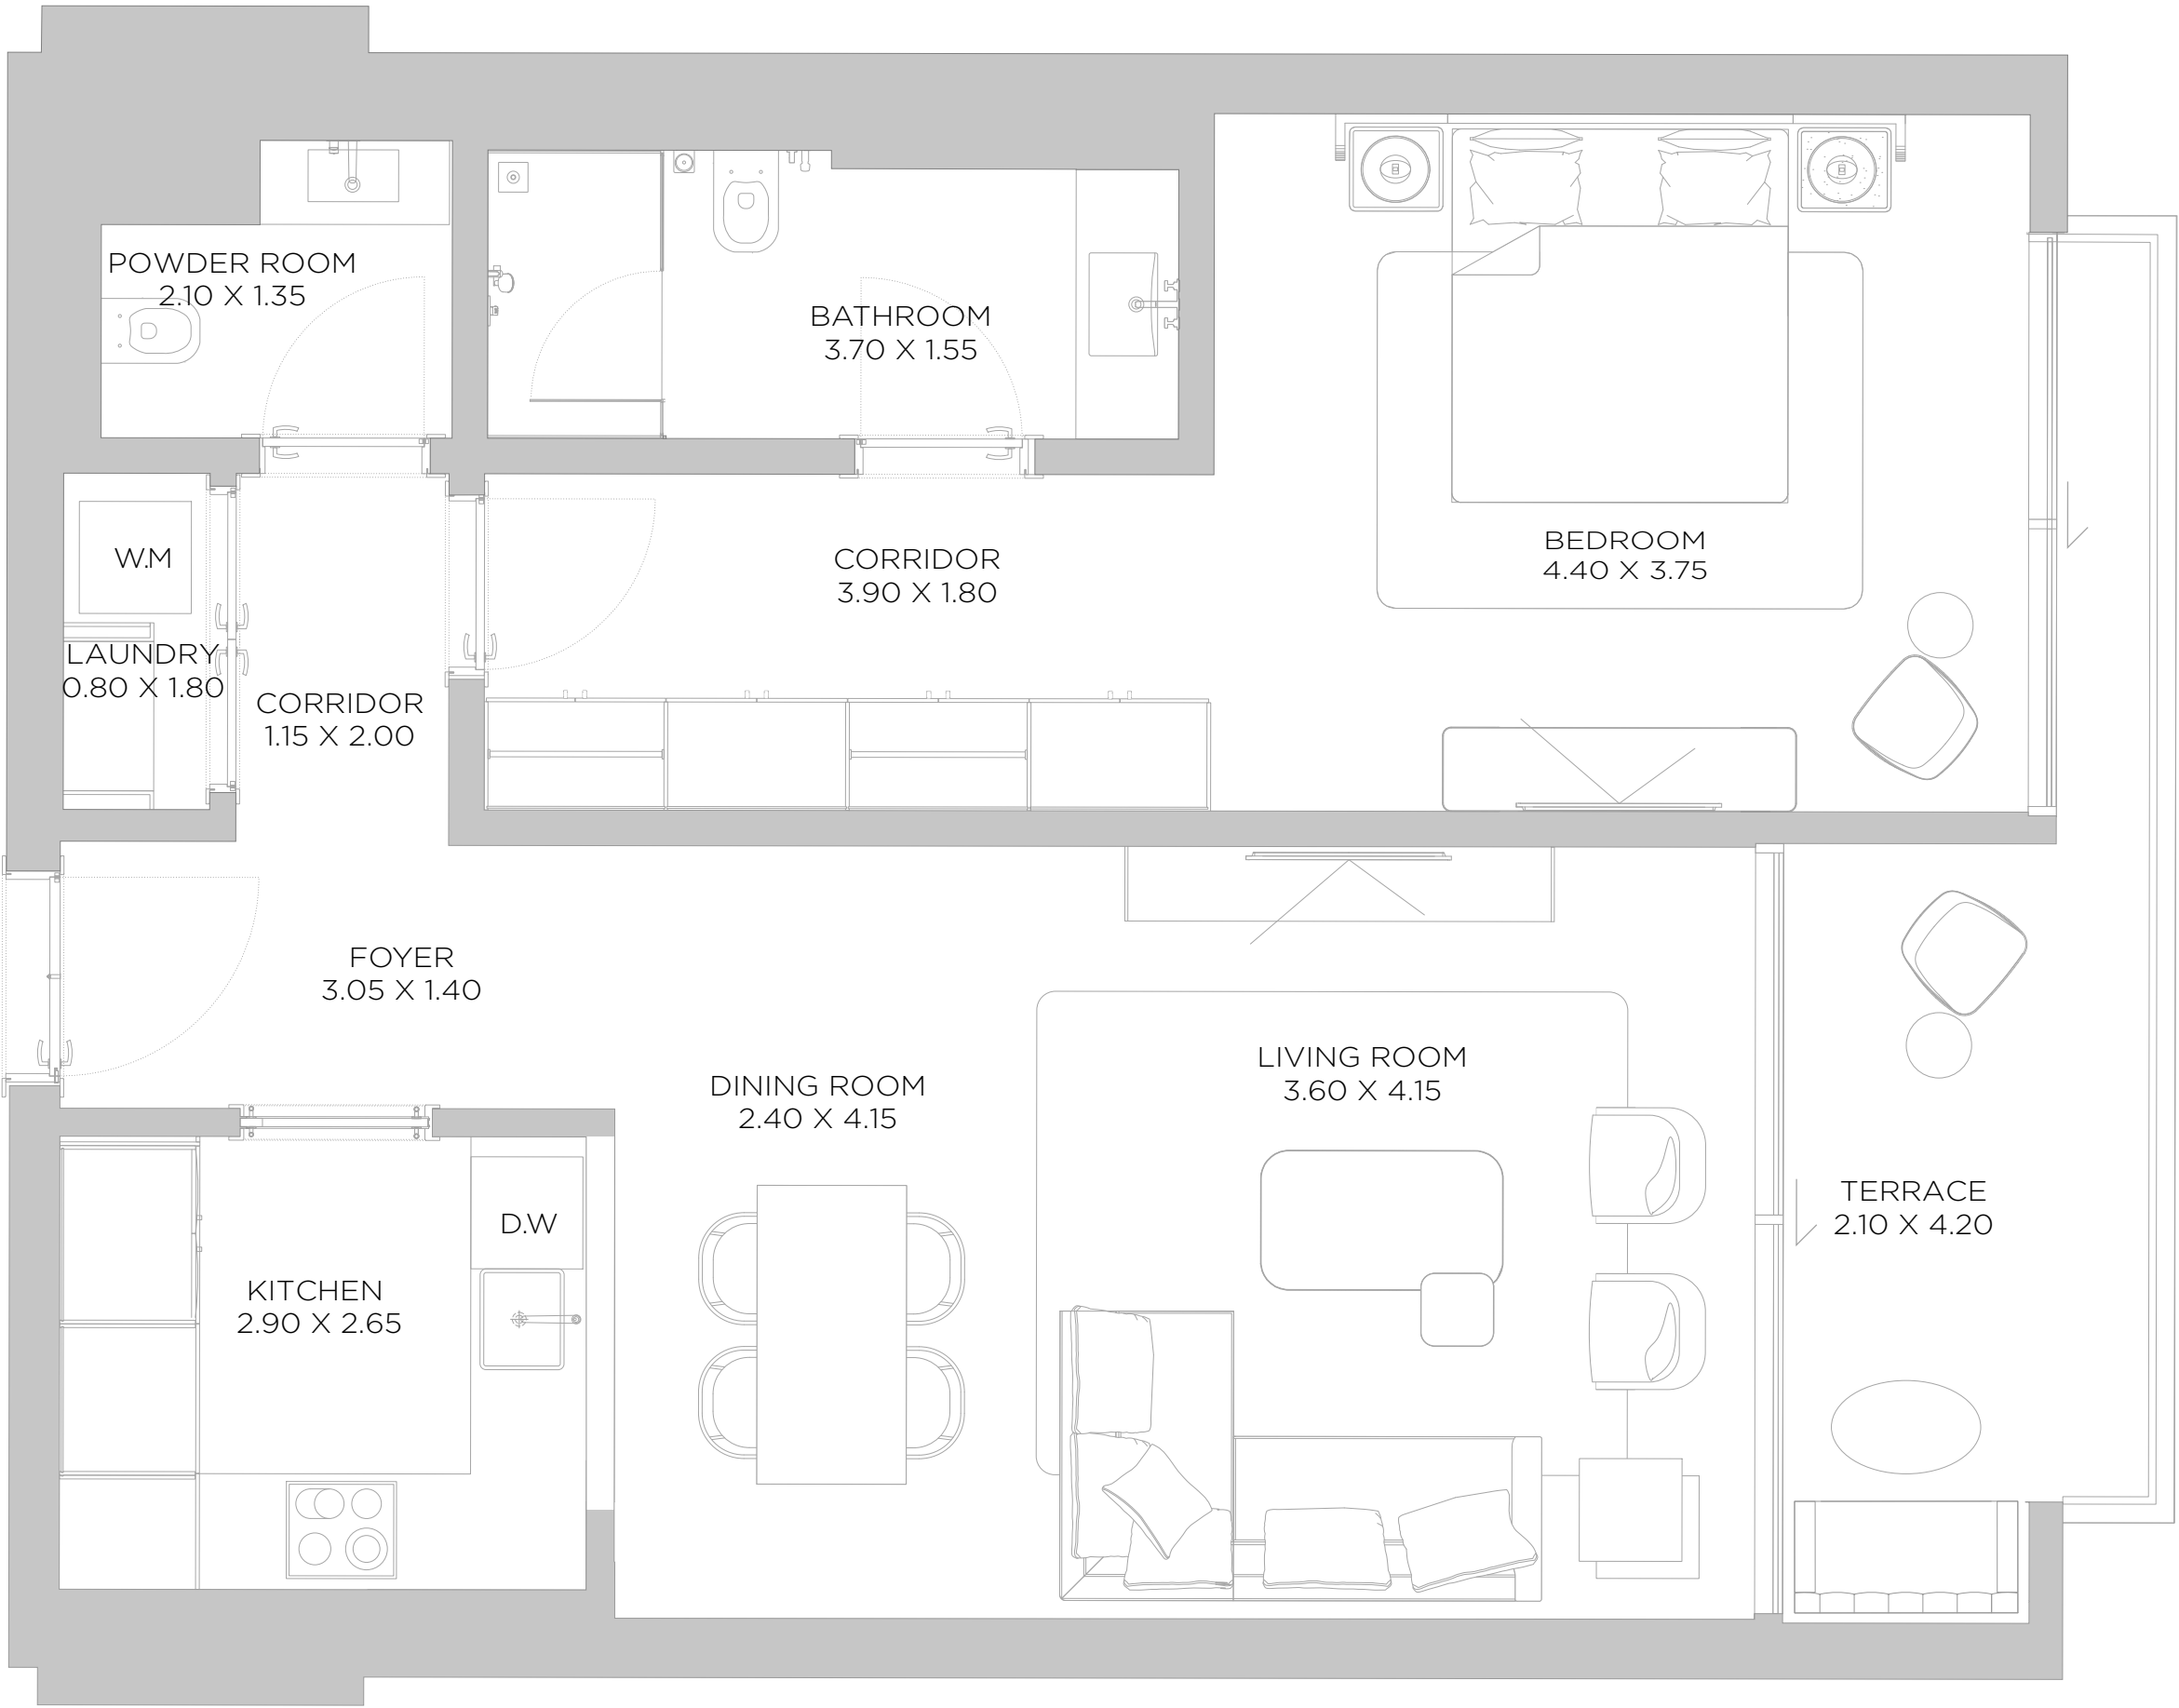 POWDER ROOM
2.10 X 1.35
BATHROOM
3.70 X 1.55
W.M
LAUNDRY
0.80 X 1.80
CORRIDOR
1.15 X 2.00
CORRIDOR
3.90 X 1.80
BEDROOM
4.40 X 3.75
FOYER
3.05 X 1.40
DINING ROOM
2.40 X 4.15
LIVING ROOM
3.60 X 4.15
TERRACE
2.10 X 4.20
D.W
KITCHEN
2.90 X 2.65